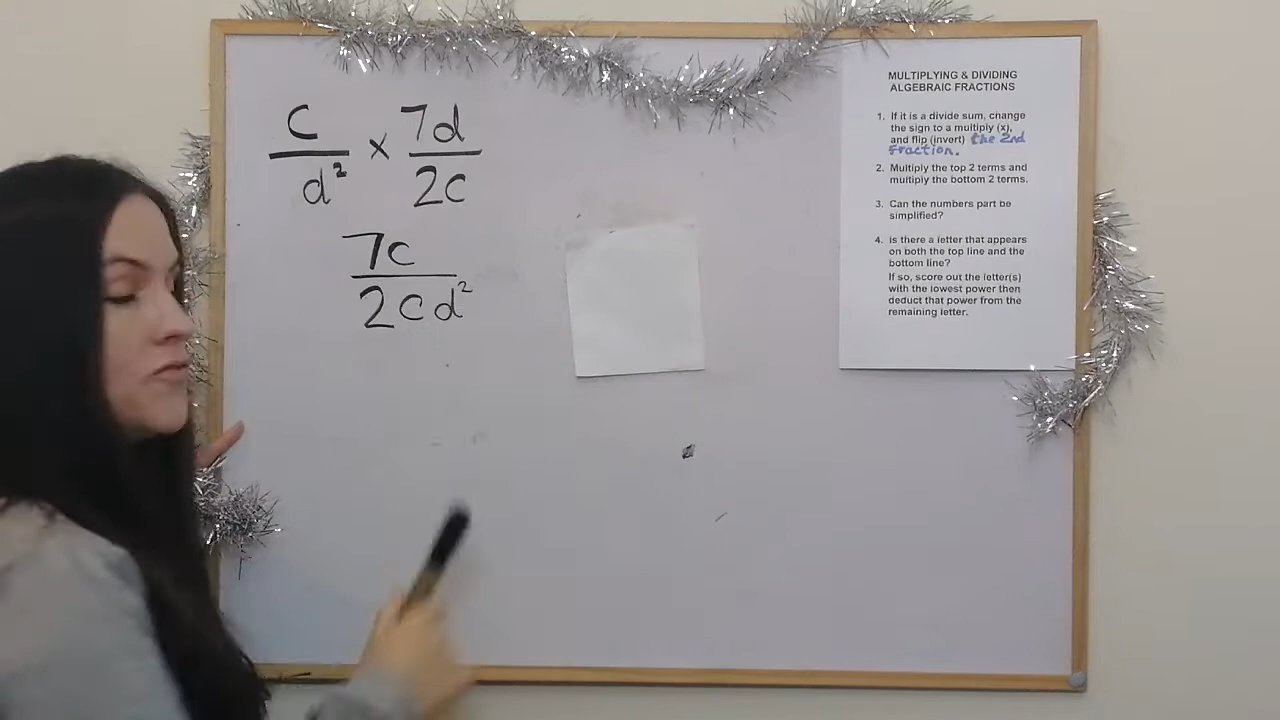 c/d² × 7d/2c
7c/2cd²
MULTIPLYING & DIVIDING
ALGEBRAIC FRACTIONS
1. If it is a divide sum, change
the sign to a multiply (x),
and flip (invert) the 2nd
fraction.
2. Multiply the top 2 terms and
multiply the bottom 2 terms.
3. Can the numbers part be
simplified?
4. Is there a letter that appears
on both the top line and the
bottom line?
If so, score out the letter(s)
with the lowest power then
deduct that power from the
remaining letter.